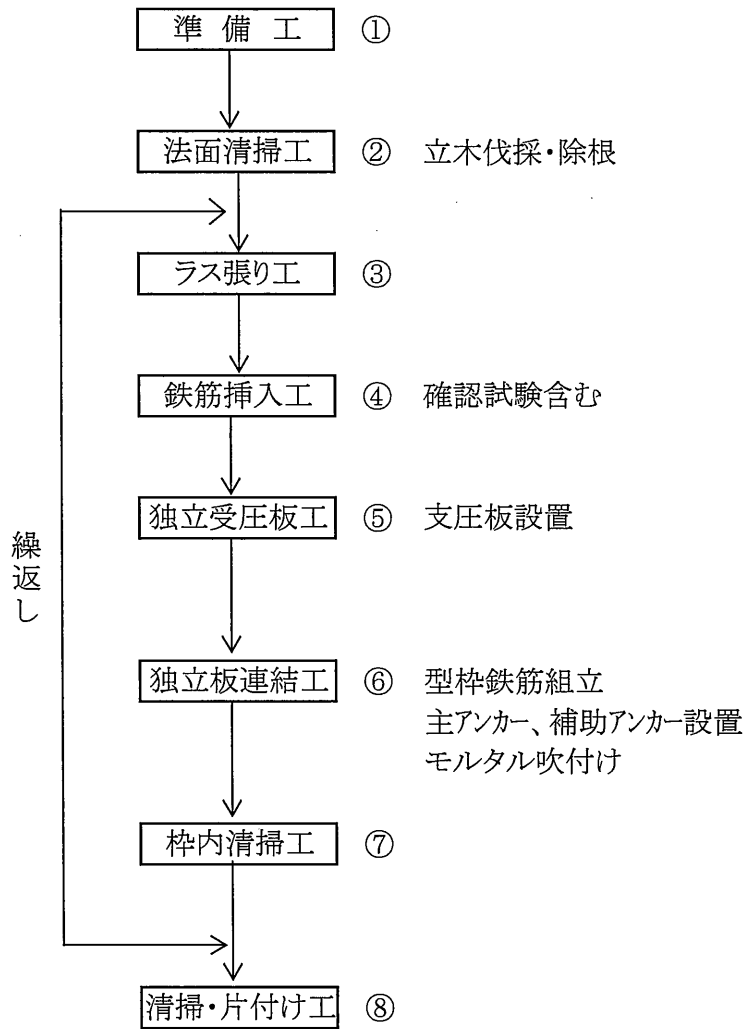 準備工 ①
法面清掃工 ② 立木伐採・除根
ラス張り工 ③
鉄筋挿入工 ④ 確認試験含む
独立受圧板工 ⑤ 支圧板設置
繰返し
独立板連結工 ⑥ 型枠鉄筋組立
主アンカー、補助アンカー設置
モルタル吹付け
枠内清掃工 ⑦
清掃・片付け工 ⑧